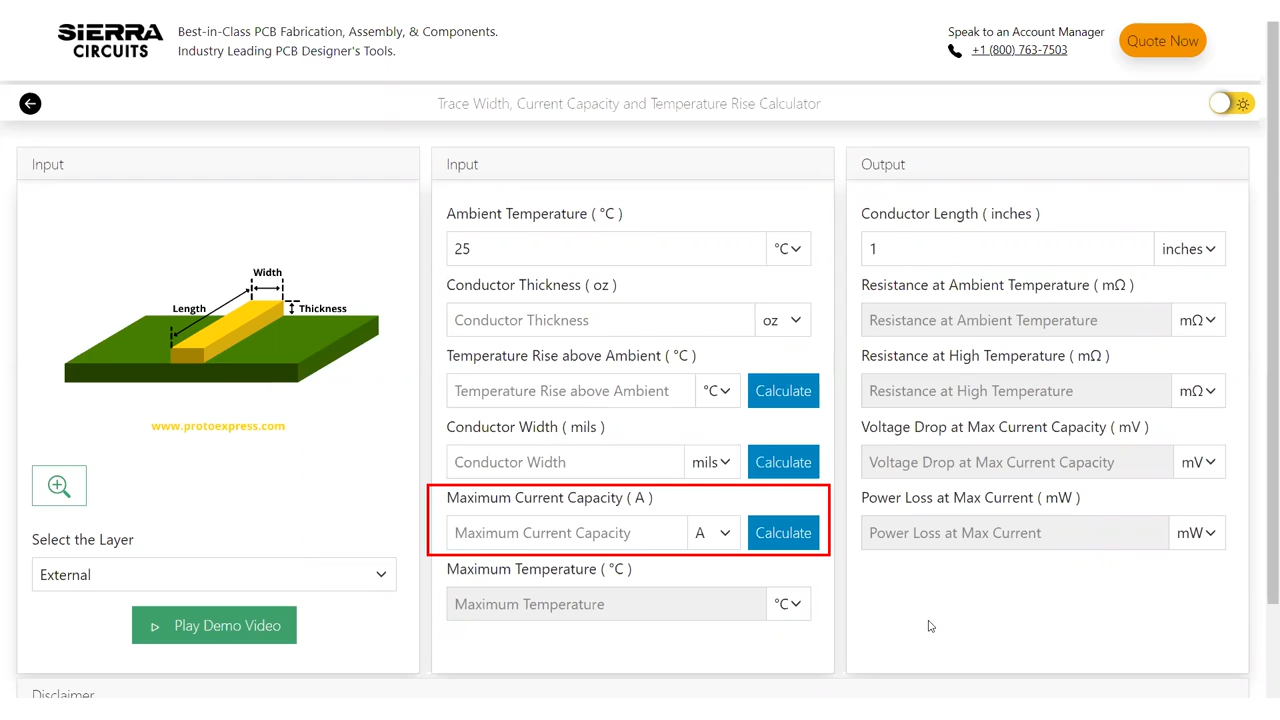 SIERRA
CIRCUITS
Best-in-Class PCB Fabrication, Assembly, & Components.
Industry Leading PCB Designer's Tools.
Speak to an Account Manager
+1 (800) 763-7503
Quote Now
Trace Width, Current Capacity and Temperature Rise Calculator
Input
Width
Length
Thickness
www.protoexpress.com
Select the Layer
External
Play Demo Video
Input
Ambient Temperature ( °C )
25 °C
Conductor Thickness ( oz )
Conductor Thickness oz
Temperature Rise above Ambient ( °C )
Temperature Rise above Ambient °C Calculate
Conductor Width ( mils )
Conductor Width mils Calculate
Maximum Current Capacity ( A )
Maximum Current Capacity A Calculate
Maximum Temperature ( °C )
Maximum Temperature °C
Output
Conductor Length ( inches )
1 inches
Resistance at Ambient Temperature ( mΩ )
Resistance at Ambient Temperature mΩ
Resistance at High Temperature ( mΩ )
Resistance at High Temperature mΩ
Voltage Drop at Max Current Capacity ( mV )
Voltage Drop at Max Current Capacity mV
Power Loss at Max Current ( mW )
Power Loss at Max Current mW
Disclaimer